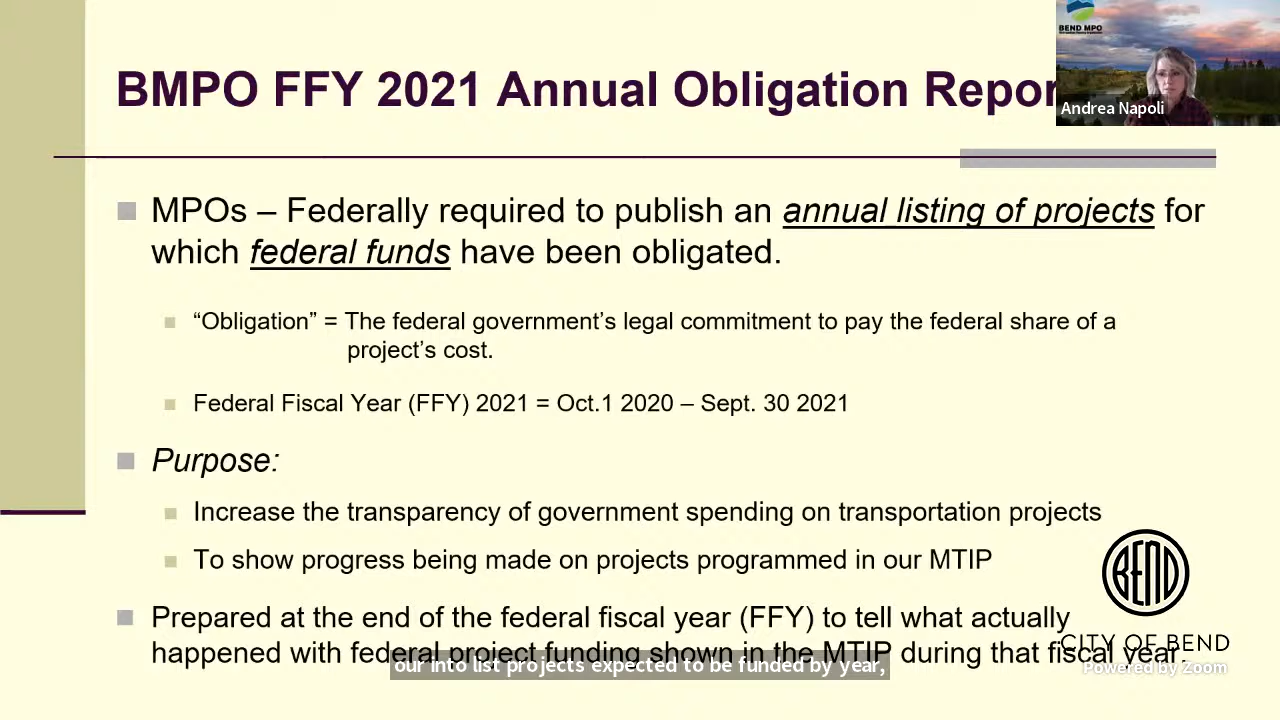 BMPO FFY 2021 Annual Obligation Repor
BEND MPO
Andrea Napoli
MPOs – Federally required to publish an annual listing of projects for
which federal funds have been obligated.
“Obligation” = The federal government’s legal commitment to pay the federal share of a
project’s cost.
Federal Fiscal Year (FFY) 2021 = Oct.1 2020 – Sept. 30 2021
Purpose:
Increase the transparency of government spending on transportation projects
To show progress being made on projects programmed in our MTIP
Prepared at the end of the federal fiscal year (FFY) to tell what actually
happened with federal project funding shown in the MTIP during that fiscal year.
our into list projects expected to be funded by year,
BEND
CITY OF BEND
Powered by Zoom